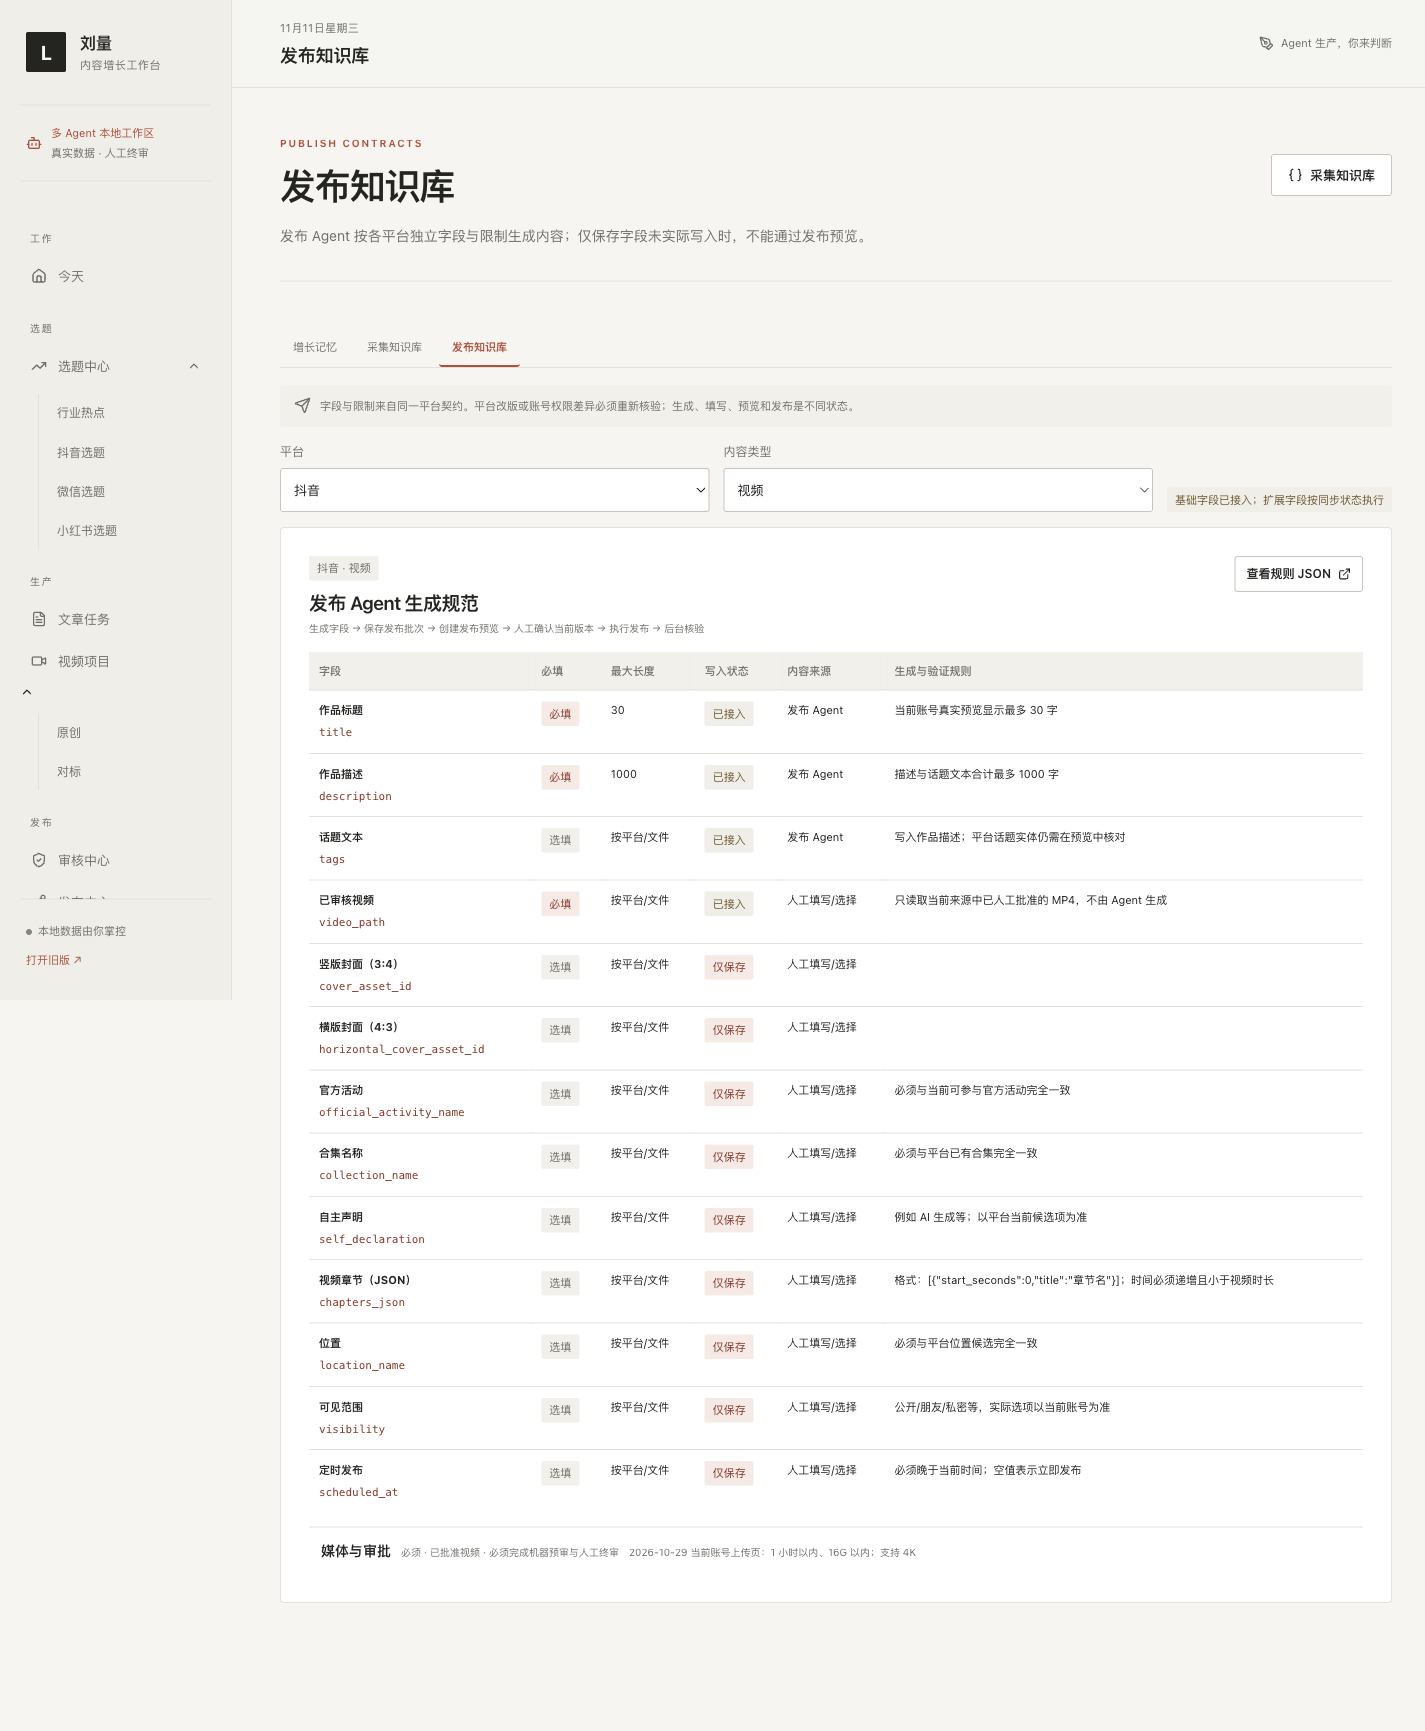 L
刘量
内容增长工作台
多 Agent 本地工作区
真实数据 · 人工终审
工作
今天
选题
选题中心
行业热点
抖音选题
微信选题
小红书选题
生产
文章任务
视频项目
原创
对标
发布
审核中心
本地数据由你掌控
打开旧版 ↗
11月11日星期三
发布知识库
Agent 生产，你来判断
PUBLISH CONTRACTS
发布知识库
发布 Agent 按各平台独立字段与限制生成内容；仅保存字段未实际写入时，不能通过发布预览。
{ } 采集知识库
增长记忆 采集知识库 发布知识库
字段与限制来自同一平台契约。平台改版或账号权限差异必须重新核验；生成、填写、预览和发布是不同状态。
平台 内容类型
抖音 视频 基础字段已接入；扩展字段按同步状态执行
抖音 · 视频
查看规则 JSON
发布 Agent 生成规范
生成字段 → 保存发布批次 → 创建发布预览 → 人工确认当前版本 → 执行发布 → 后台核验
字段 必填 最大长度 写入状态 内容来源 生成与验证规则
作品标题 必填 30 已接入 发布 Agent 当前账号真实预览显示最多 30 字
title
作品描述 必填 1000 已接入 发布 Agent 描述与话题文本合计最多 1000 字
description
话题文本 选填 按平台/文件 已接入 发布 Agent 写入作品描述；平台话题实体仍需在预览中核对
tags
已审核视频 必填 按平台/文件 已接入 人工填写/选择 只读取当前来源中已人工批准的 MP4，不由 Agent 生成
video_path
竖版封面（3:4） 选填 按平台/文件 仅保存 人工填写/选择
cover_asset_id
横版封面（4:3） 选填 按平台/文件 仅保存 人工填写/选择
horizontal_cover_asset_id
官方活动 选填 按平台/文件 仅保存 人工填写/选择 必须与当前可参与官方活动完全一致
official_activity_name
合集名称 选填 按平台/文件 仅保存 人工填写/选择 必须与平台已有合集完全一致
collection_name
自主声明 选填 按平台/文件 仅保存 人工填写/选择 例如 AI 生成等；以平台当前候选项为准
self_declaration
视频章节（JSON） 选填 按平台/文件 仅保存 人工填写/选择 格式：[{"start_seconds":0,"title":"章节名"}]；时间必须递增且小于视频时长
chapters_json
位置 选填 按平台/文件 仅保存 人工填写/选择 必须与平台位置候选完全一致
location_name
可见范围 选填 按平台/文件 仅保存 人工填写/选择 公开/朋友/私密等，实际选项以当前账号为准
visibility
定时发布 选填 按平台/文件 仅保存 人工填写/选择 必须晚于当前时间；空值表示立即发布
scheduled_at
媒体与审批 必须 · 已批准视频 · 必须完成机器预审与人工终审 2026-10-29 当前账号上传页：1 小时以内、16G 以内；支持 4K